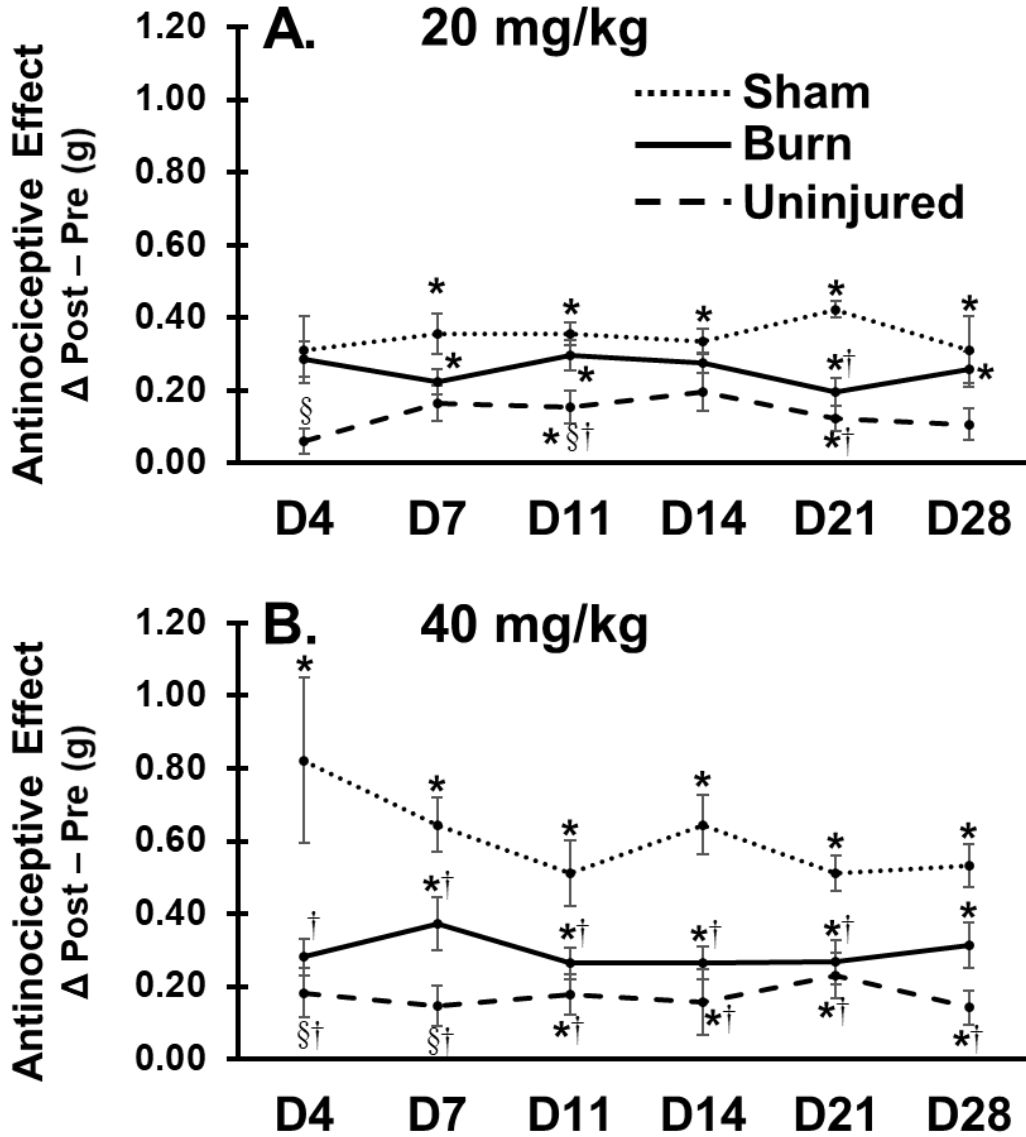 A. 20 mg/kg
Antinociceptive Effect
Δ Post – Pre (g)
1.20
1.00
0.80
0.60
0.40
0.20
0.00
Sham
Burn
Uninjured
* * * * *
* * *† *
§ *§† *†
D4 D7 D11 D14 D21 D28
B. 40 mg/kg
Antinociceptive Effect
Δ Post – Pre (g)
1.20
1.00
0.80
0.60
0.40
0.20
0.00
* * * * * *
† *† *† *† *† *
§† §† *† *† *† *†
D4 D7 D11 D14 D21 D28